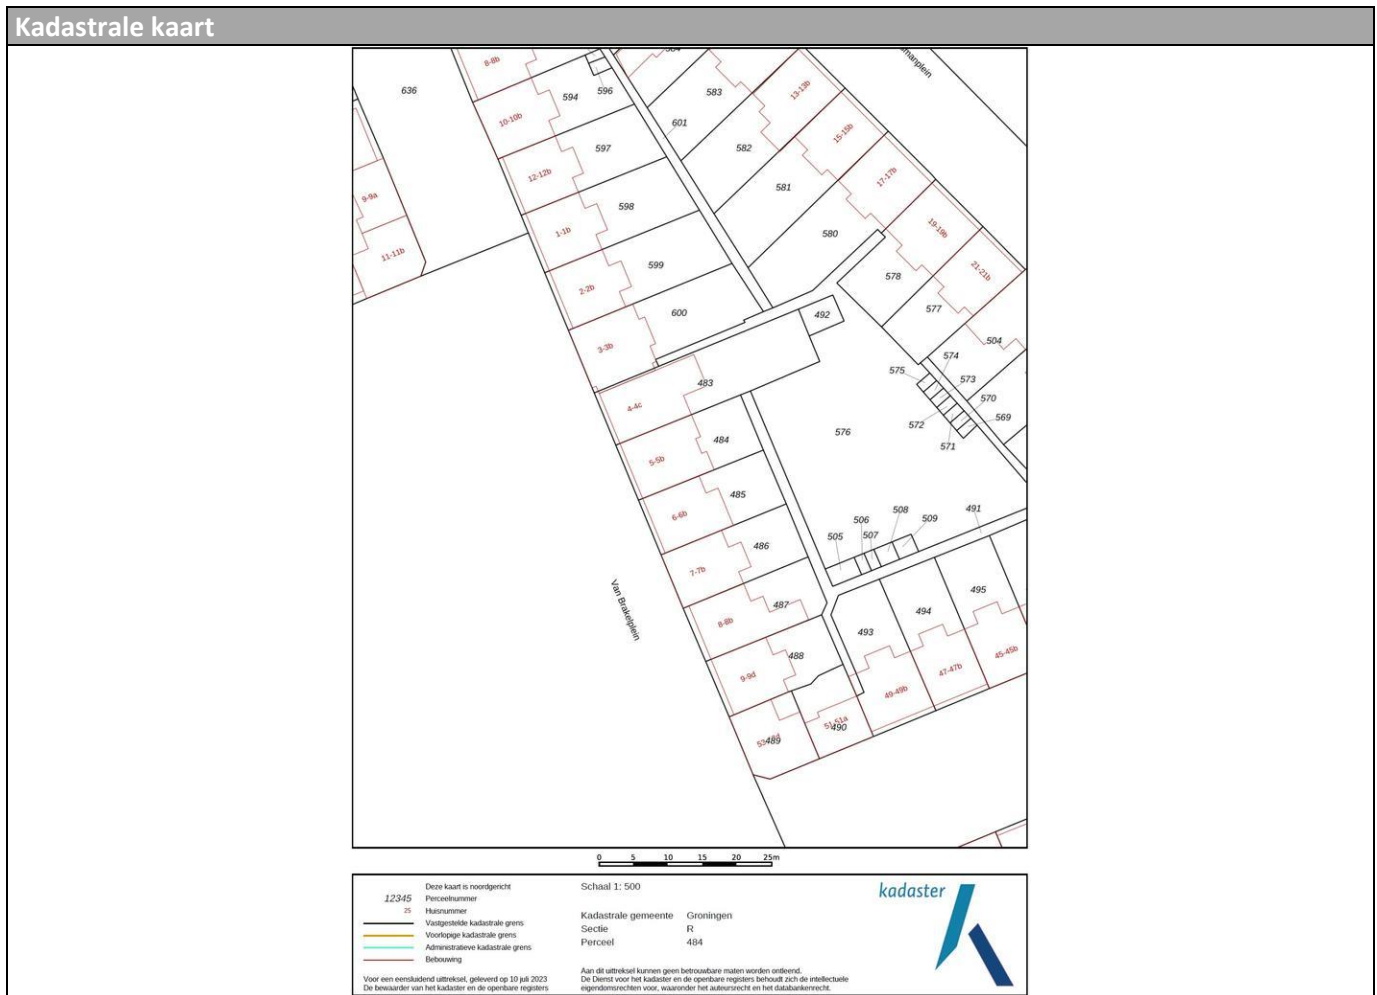 Kadastrale kaart
8-8b
636
594
596
10-10b
597
12-12b
598
1-1b
599
2-2b
600
3-3b
9-9a
11-11b
583
601
582
581
580
13-13b
15-15b
17-17b
19-19b
21-21b
578
577
492
504
574
575
573
570
569
572
571
576
483
4-4c
484
5-5b
485
6-6b
486
7-7b
487
8-8b
488
9-9d
489
490
51-51a
505
506
507
508
509
491
493
494
495
49-49b
47-47b
45-45b
Van Brakelplein
0 5 10 15 20 25m
Deze kaart is noordgericht
12345 Perceelnummer
25 Huisnummer
Vastgestelde kadastrale grens
Voorlopige kadastrale grens
Administratieve kadastrale grens
Bebouwing
Voor een eensluidend uittreksel, geleverd op 10 juli 2023
De bewaarder van het kadaster en de openbare registers
Schaal 1: 500
Kadastrale gemeente Groningen
Sectie R
Perceel 484
Aan dit uittreksel kunnen geen betrouwbare maten worden ontleend.
De Dienst voor het kadaster en de openbare registers behoudt zich de intellectuele
eigendomsrechten voor, waaronder het auteursrecht en het databankenrecht.
kadaster